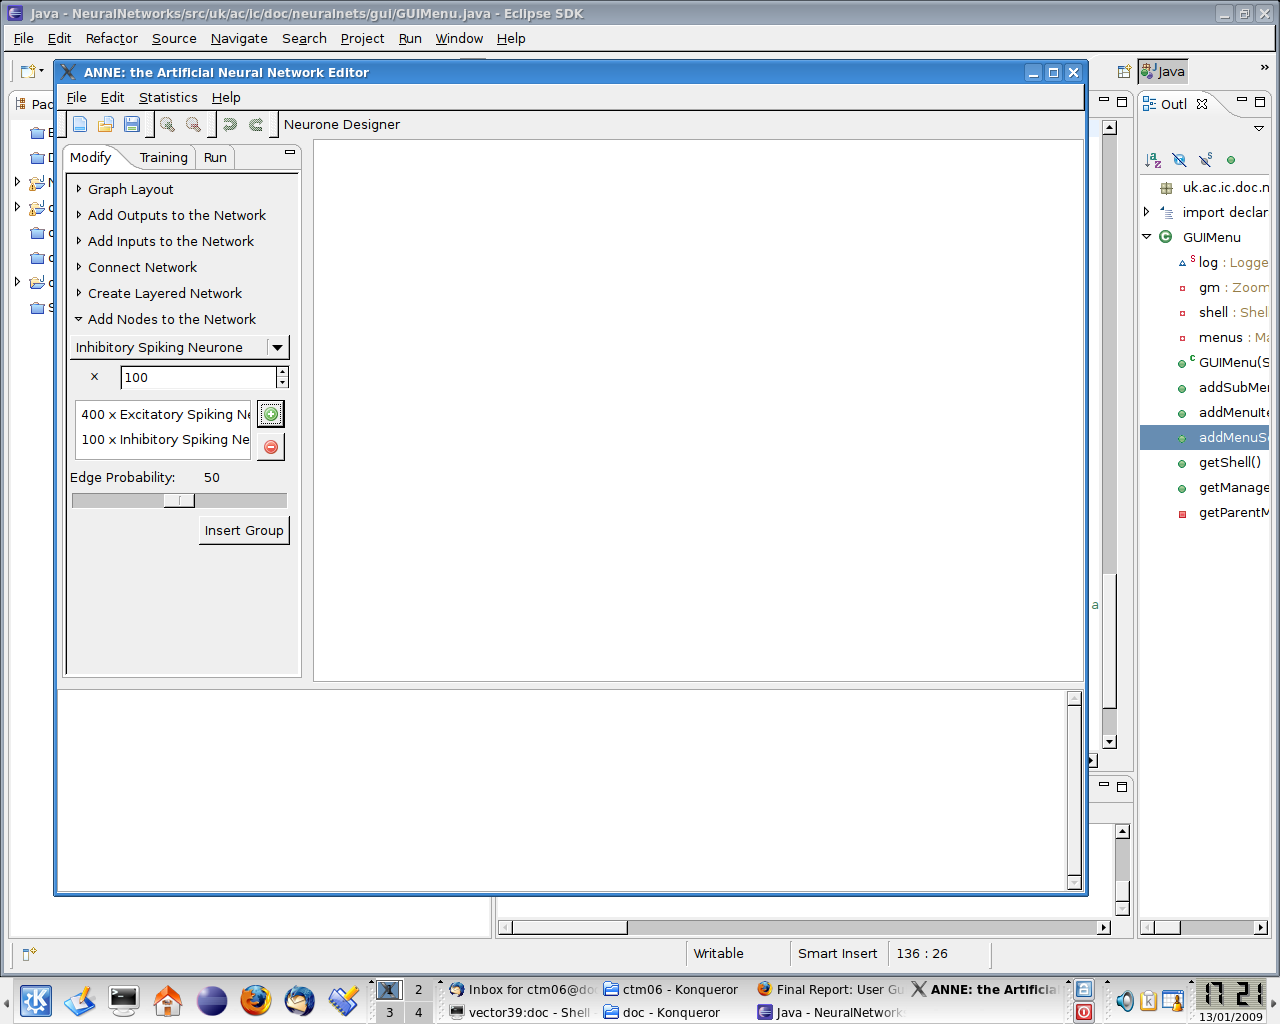 Java - NeuralNetworks/src/uk/ac/ic/doc/neuralnets/gui/GUIMenu.java - Eclipse SDK
File Edit Refactor Source Navigate Search Project Run Window Help
Java
ANNE: the Artificial Neural Network Editor
File Edit Statistics Help
Neurone Designer
Modify Training Run
Graph Layout
Add Outputs to the Network
Add Inputs to the Network
Connect Network
Create Layered Network
Add Nodes to the Network
Inhibitory Spiking Neurone
× 100
400 x Excitatory Spiking Ne
100 x Inhibitory Spiking Ne
Edge Probability: 50
Insert Group
Pac
Outl
uk.ac.ic.doc.n
import declar
GUIMenu
log : Logge
gm : Zoom
shell : Shel
menus : Ma
GUIMenu(S
addSubMe
addMenuIt
addMenuS
getShell()
getManage
getParentM
a
Writable Smart Insert 136 : 26
1 2
3 4
Inbox for ctm06@do
ctm06 - Konqueror
Final Report: User Gu
ANNE: the Artificia
vector39:doc - Shell
doc - Konqueror
Java - NeuralNetwork
17 21
13/01/2009